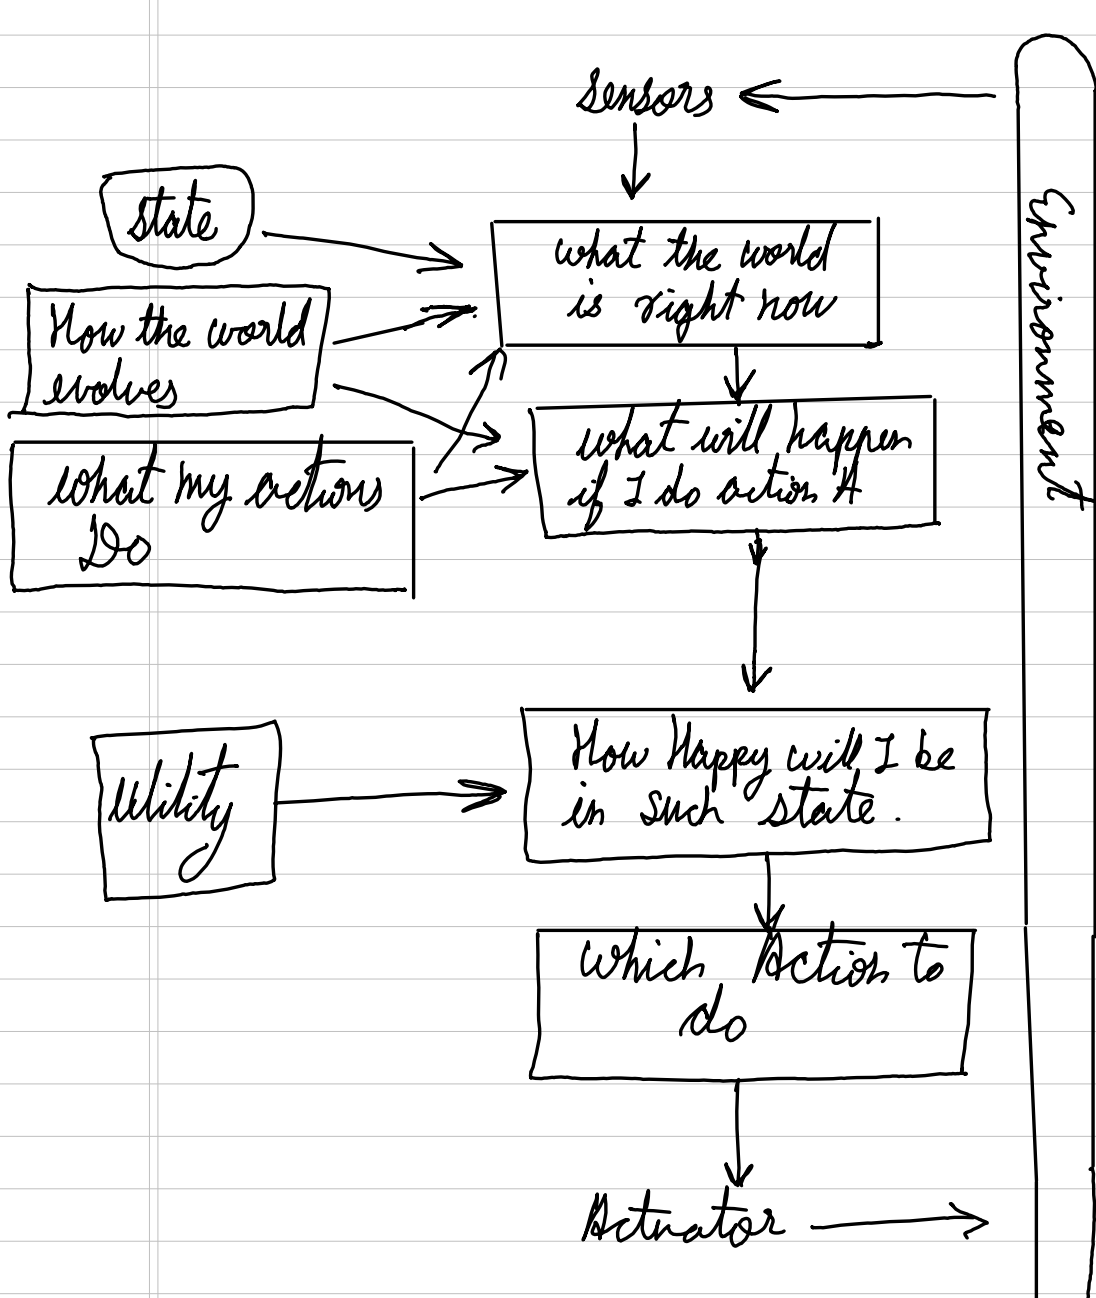 Sensors
State
what the world
is right now
How the world
evolves
what will happen
if I do action A
what my actions
Do
Environment
How Happy will I be
in such state.
Utility
Which Action to
do
Actuator